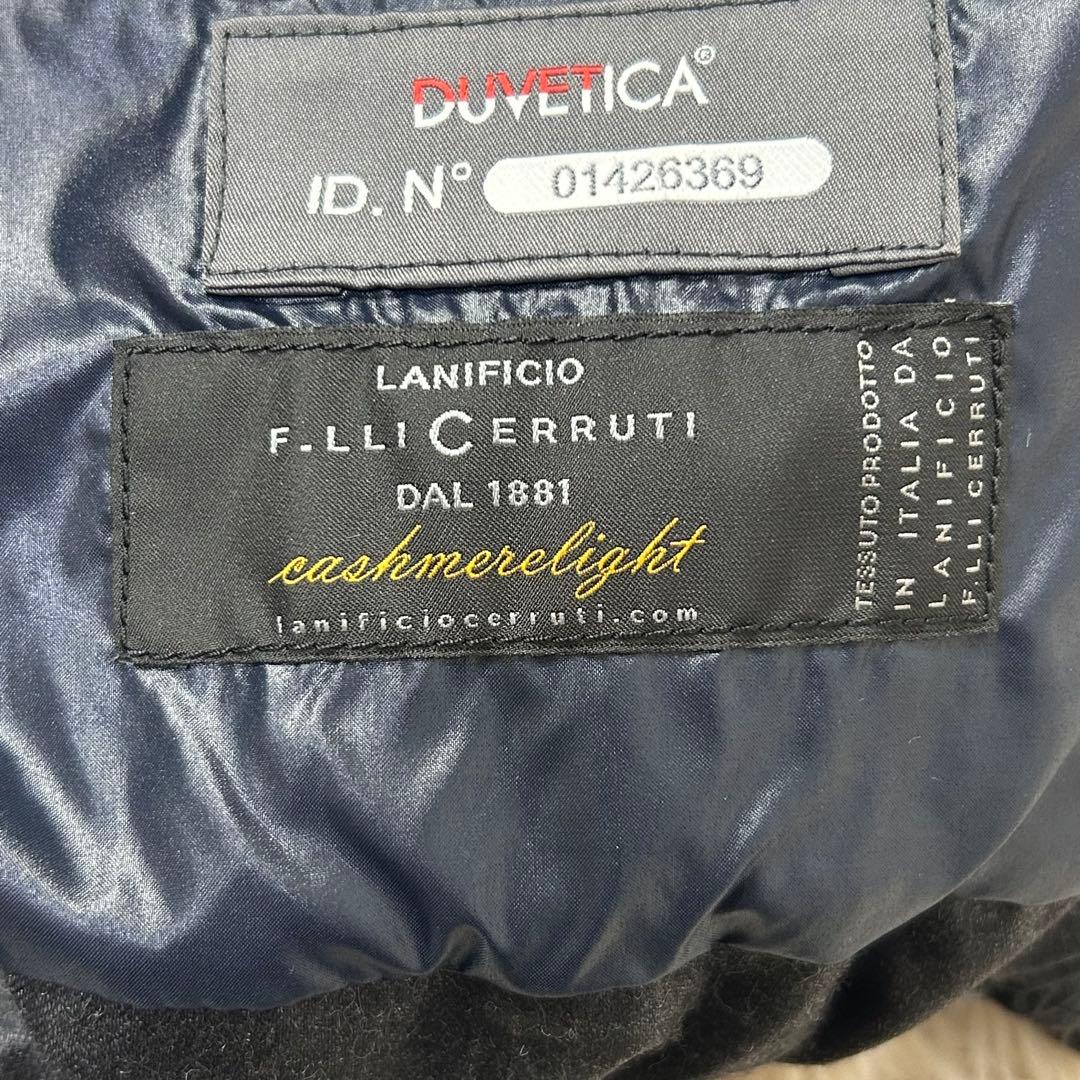 DUVETICA®
ID. N° 01426369
LANIFICIO
F.LLI CERRUTI
DAL 1881
cashmerelight
lanificiocerruti.com
TESSUTO PRODOTTO
IN ITALIA DA
LANIFICIO
F.LLI CERRUTI